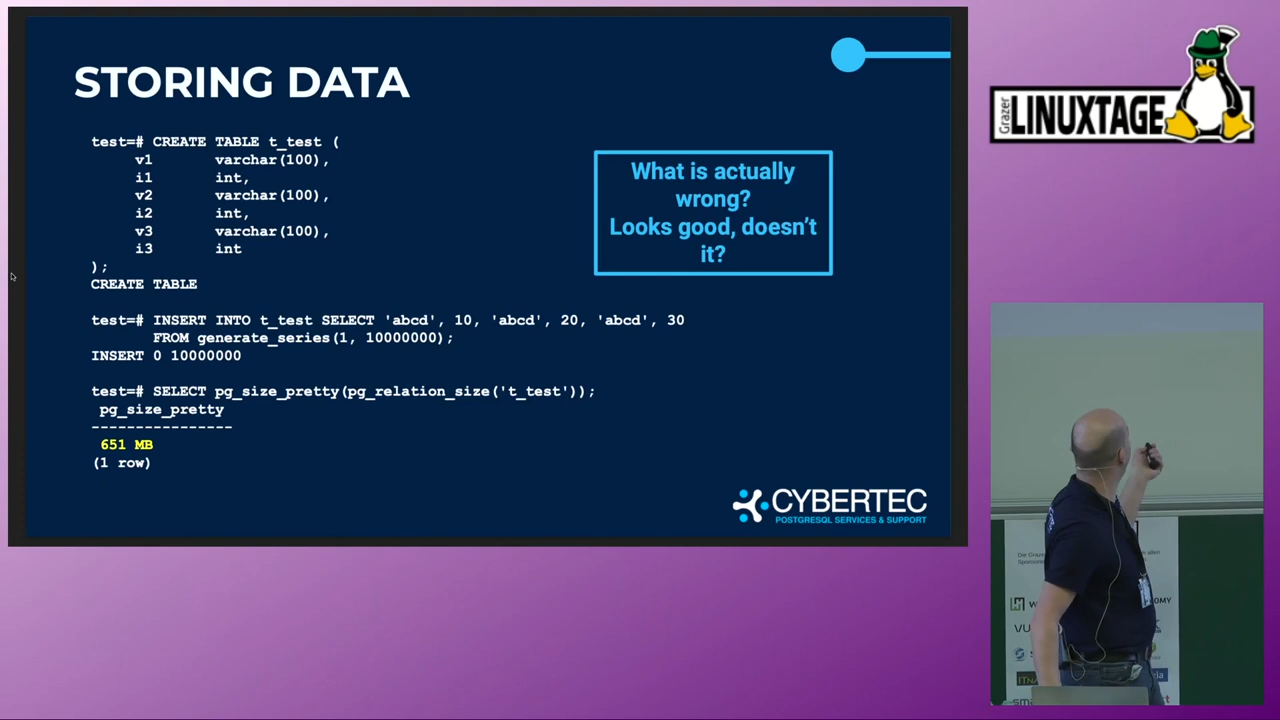 STORING DATA
test=# CREATE TABLE t_test (
v1 varchar(100),
i1 int,
v2 varchar(100),
i2 int,
v3 varchar(100),
i3 int
);
CREATE TABLE
test=# INSERT INTO t_test SELECT 'abcd', 10, 'abcd', 20, 'abcd', 30
FROM generate_series(1, 10000000);
INSERT 0 10000000
test=# SELECT pg_size_pretty(pg_relation_size('t_test'));
pg_size_pretty
----------------
651 MB
(1 row)
What is actually
wrong?
Looks good, doesn’t
it?
CYBERTEC
POSTGRESQL SERVICES & SUPPORT
Grazer
LINUXTAGE